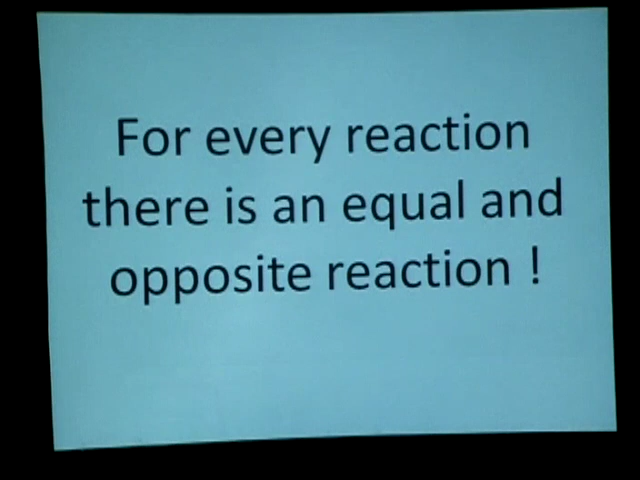 For every reaction
there is an equal and
opposite reaction !